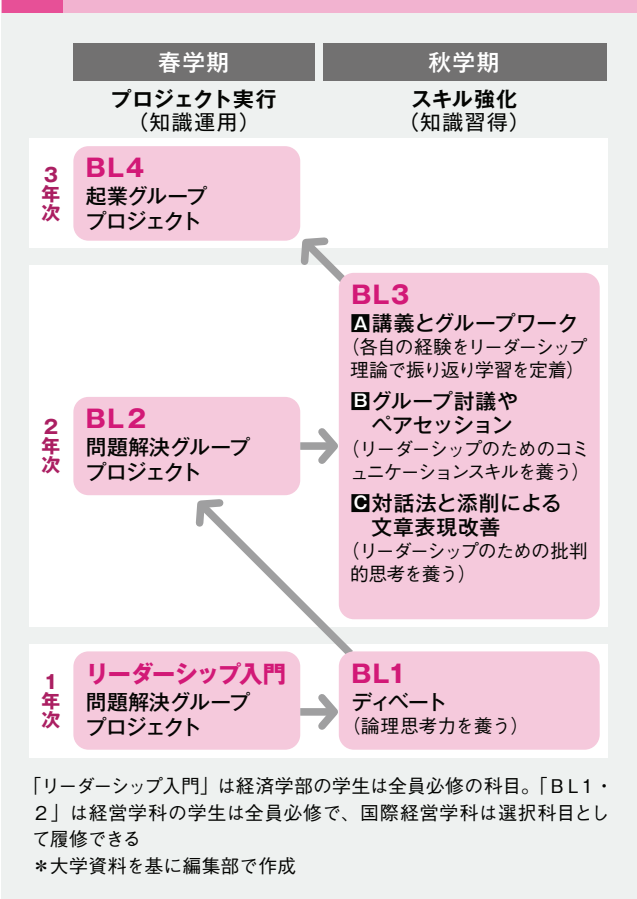 春学期
秋学期
プロジェクト実行
(知識運用)
スキル強化
(知識習得)
3年次
BL4
起業グループ
プロジェクト
2年次
BL2
問題解決グループ
プロジェクト
BL3
A講義とグループワーク
(各自の経験をリーダーシップ
理論で振り返り学習を定着)
Bグループ討議や
ペアセッション
(リーダーシップのためのコミ
ュニケーションスキルを養う)
C対話法と添削による
文章表現改善
(リーダーシップのための批判
的思考を養う)
1年次
リーダーシップ入門
問題解決グループ
プロジェクト
BL1
ディベート
(論理思考力を養う)
「リーダーシップ入門」は経済学部の学生は全員必修の科目。「BL1・
2」は経営学科の学生は全員必修で、国際経営学科は選択科目とし
て履修できる
*大学資料を基に編集部で作成